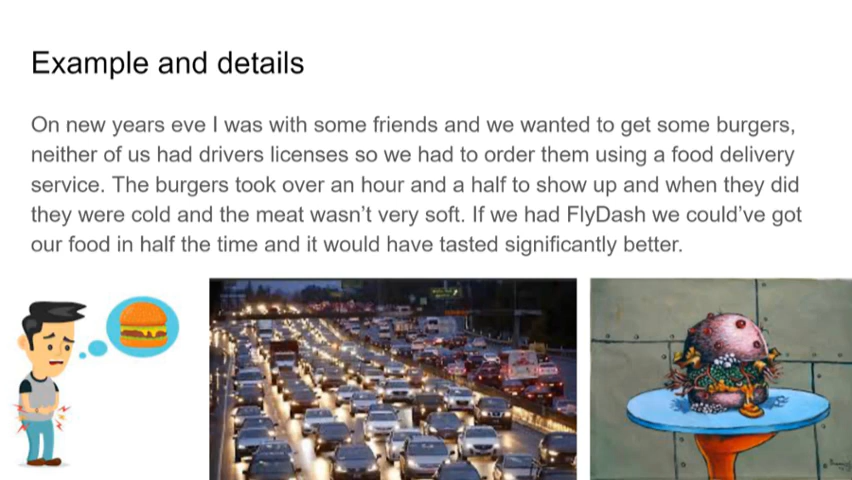 Example and details
On new years eve I was with some friends and we wanted to get some burgers,
neither of us had drivers licenses so we had to order them using a food delivery
service. The burgers took over an hour and a half to show up and when they did
they were cold and the meat wasn’t very soft. If we had FlyDash we could’ve got
our food in half the time and it would have tasted significantly better.